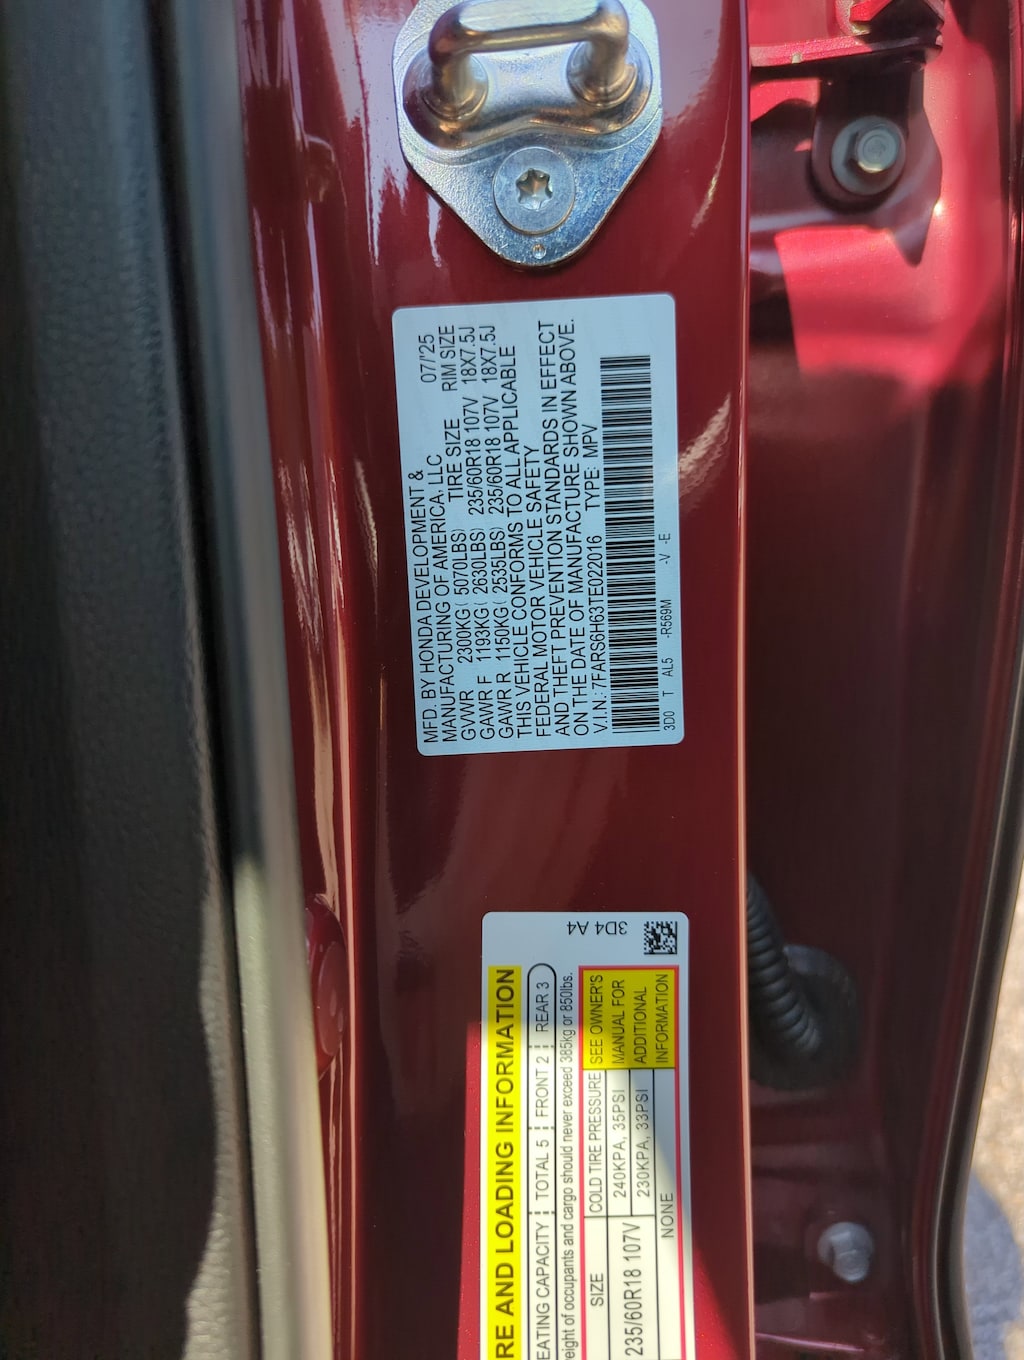 MFD. BY HONDA DEVELOPMENT &
MANUFACTURING OF AMERICA, LLC 07/'25
TIRE SIZE RIM SIZE
GVWR 2300KG ( 5070LBS)
GAWR F 1193KG ( 2630LBS) 235/60R18 107V 18X7.5J
GAWR R 1150KG ( 2535LBS) 235/60R18 107V 18X7.5J
THIS VEHICLE CONFORMS TO ALL APPLICABLE
FEDERAL MOTOR VEHICLE SAFETY
AND THEFT PREVENTION STANDARDS IN EFFECT
ON THE DATE OF MANUFACTURE SHOWN ABOVE.
V.I.N.: 7FARS6H63TE022016 TYPE: MPV
3D0 T AL5 -R569M -V -E
3D4 A4
RE AND LOADING INFORMATION
EATING CAPACITY TOTAL 5 FRONT 2 REAR 3
eight of occupants and cargo should never exceed 385kg or 850lbs.
SIZE COLD TIRE PRESSURE SEE OWNER'S
235/60R18 107V 240KPA, 35PSI MANUAL FOR
230KPA, 33PSI ADDITIONAL
NONE INFORMATION